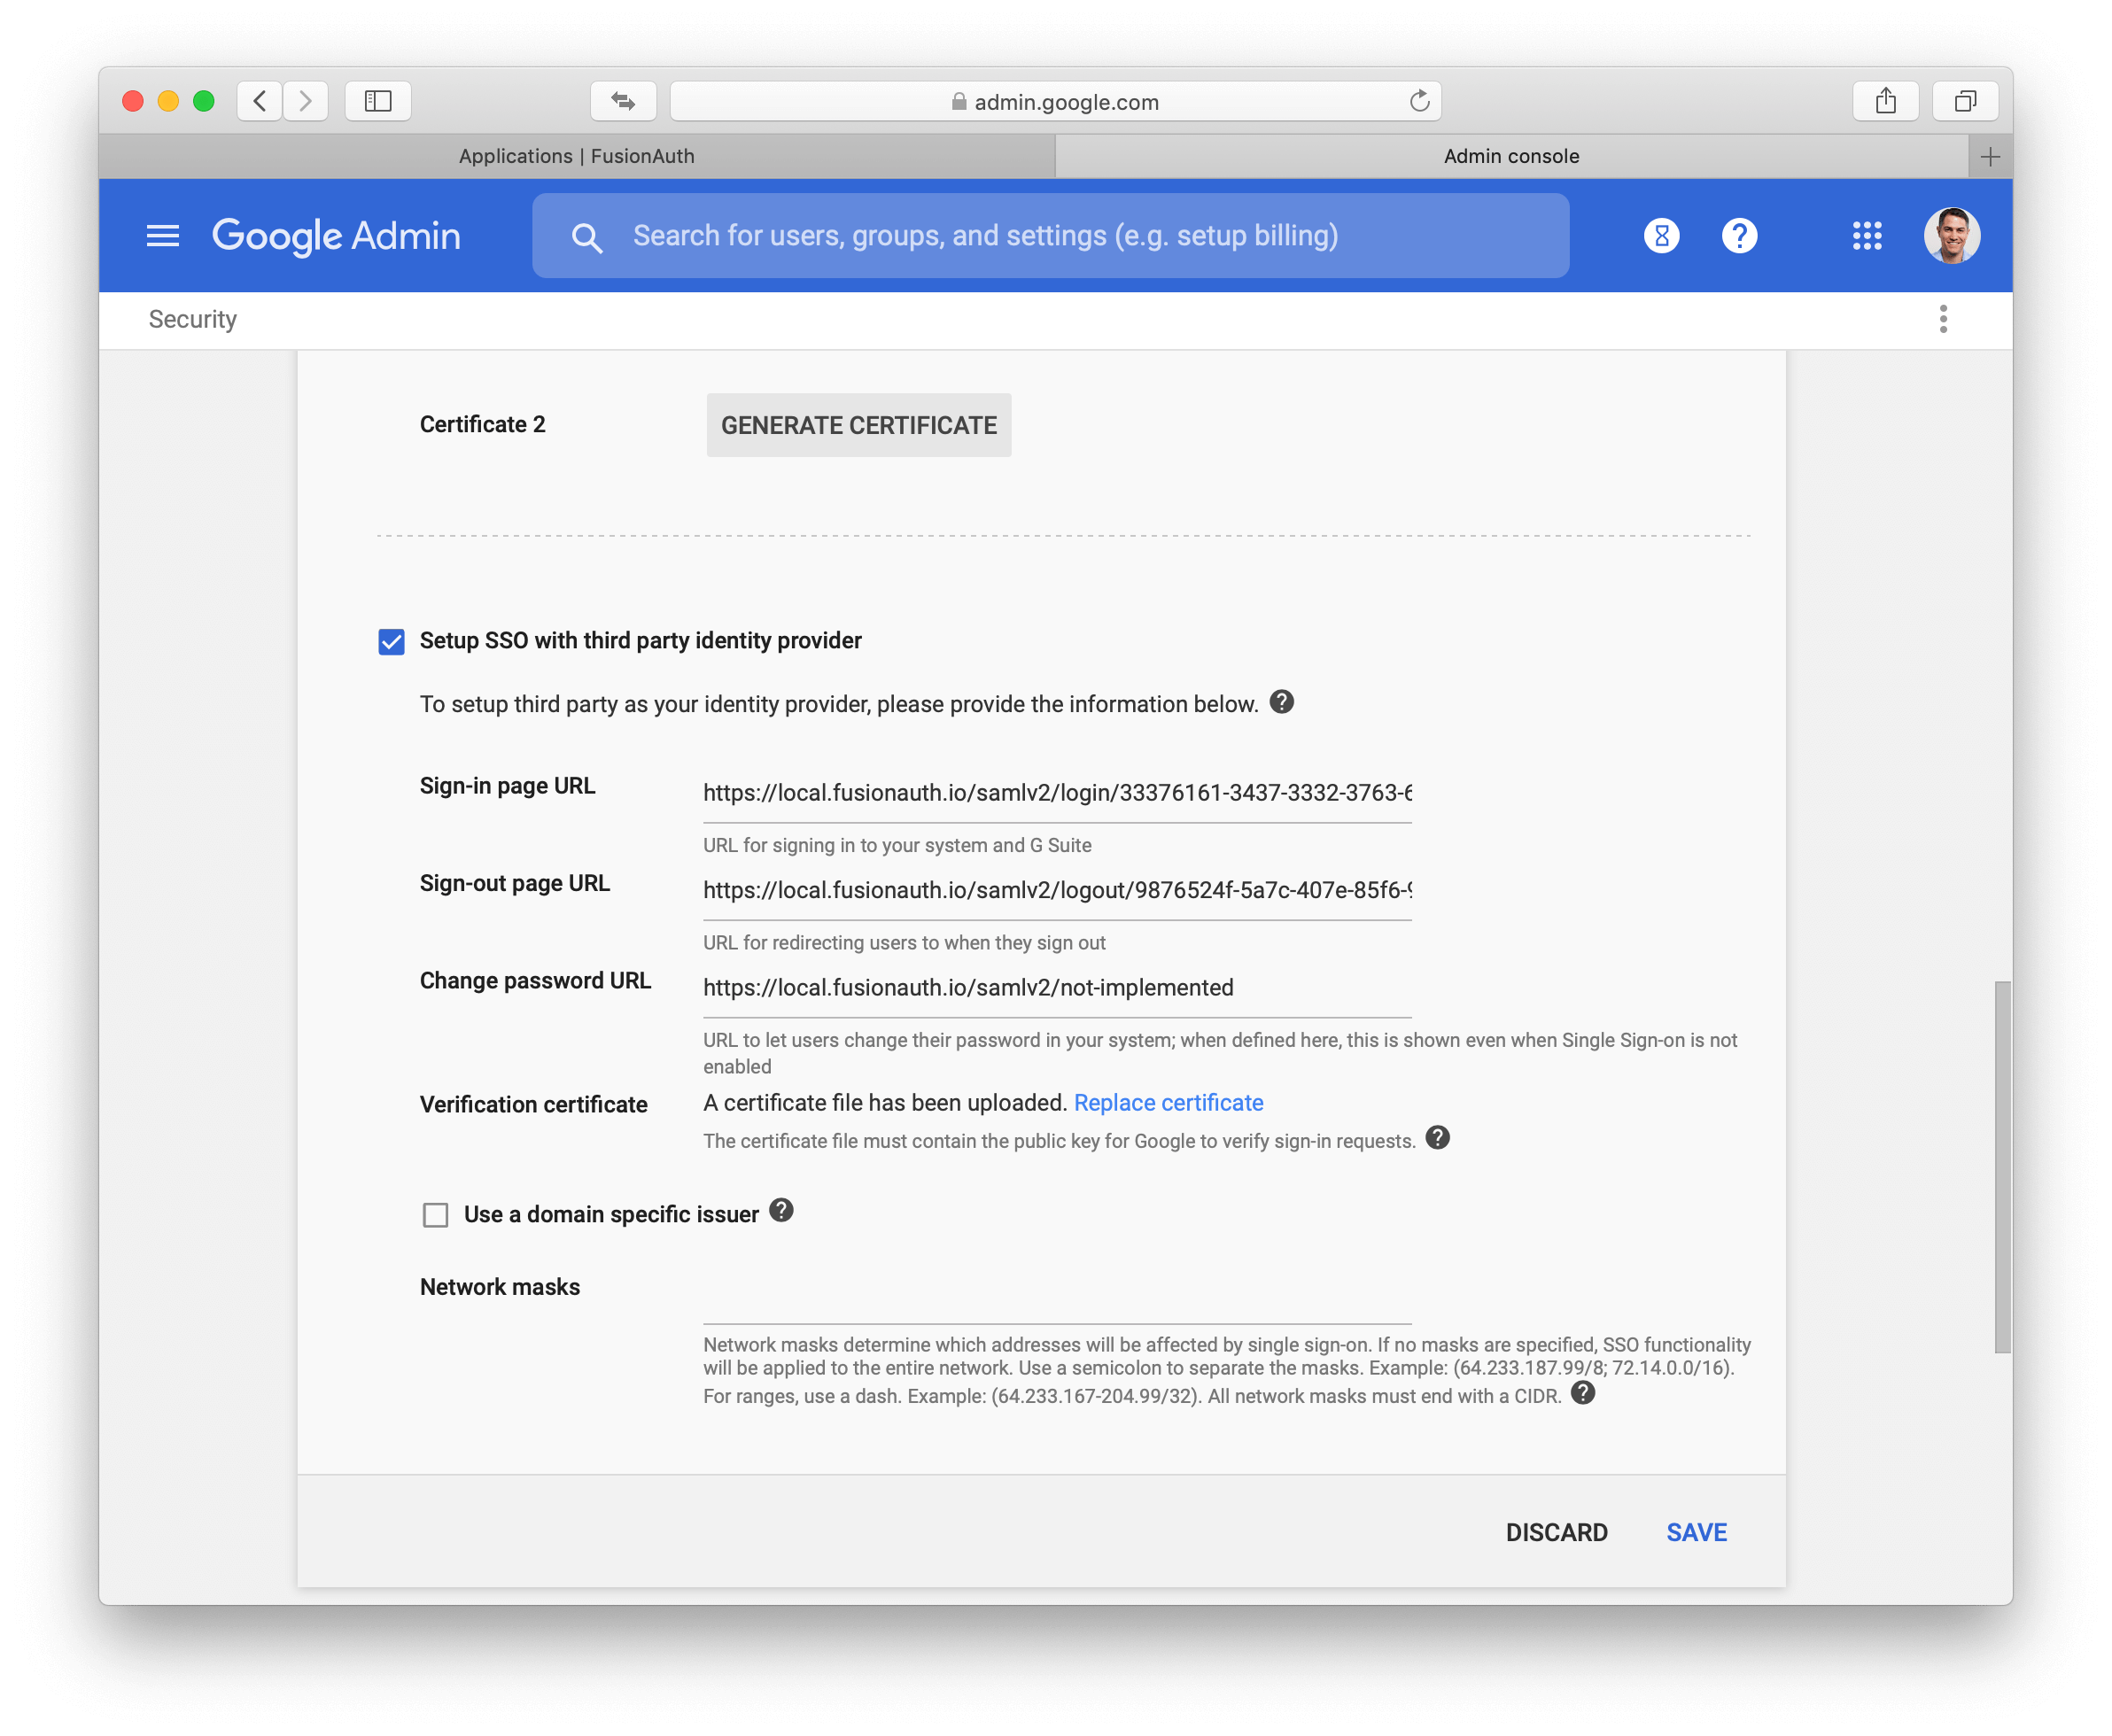 admin.google.com
Applications | FusionAuth
Admin console
Google Admin
Search for users, groups, and settings (e.g. setup billing)
Security
Certificate 2
GENERATE CERTIFICATE
Setup SSO with third party identity provider
To setup third party as your identity provider, please provide the information below.
Sign-in page URL
https://local.fusionauth.io/samlv2/login/33376161-3437-3332-3763-6
URL for signing in to your system and G Suite
Sign-out page URL
https://local.fusionauth.io/samlv2/logout/9876524f-5a7c-407e-85f6-9
URL for redirecting users to when they sign out
Change password URL
https://local.fusionauth.io/samlv2/not-implemented
URL to let users change their password in your system; when defined here, this is shown even when Single Sign-on is not
enabled
Verification certificate
A certificate file has been uploaded. Replace certificate
The certificate file must contain the public key for Google to verify sign-in requests.
Use a domain specific issuer
Network masks
Network masks determine which addresses will be affected by single sign-on. If no masks are specified, SSO functionality
will be applied to the entire network. Use a semicolon to separate the masks. Example: (64.233.187.99/8; 72.14.0.0/16).
For ranges, use a dash. Example: (64.233.167-204.99/32). All network masks must end with a CIDR.
DISCARD
SAVE